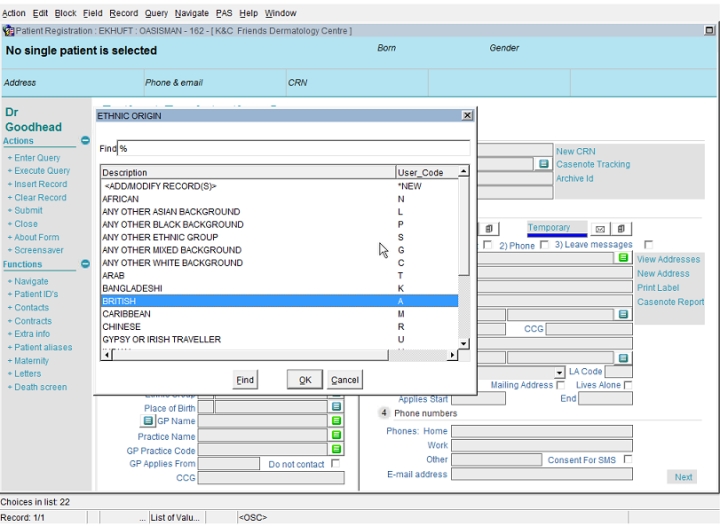 Action Edit Block Field Record Query Navigate PAS Help Window
Patient Registration : EKHUFT : OASISMAN - 162 - [ K&C Friends Dermatology Centre ]
No single patient is selected
Born
Gender
Address
Phone & email
CRN
Dr
Goodhead
Actions
+ Enter Query
+ Execute Query
+ Insert Record
+ Clear Record
+ Submit
+ Close
+ About Form
+ Screensaver
Functions
+ Navigate
+ Patient ID's
+ Contacts
+ Contracts
+ Extra info
+ Patient aliases
+ Maternity
+ Letters
+ Death screen
ETHNIC ORIGIN
Find %
Description User_Code
<ADD/MODIFY RECORD(S)> *NEW
AFRICAN N
ANY OTHER ASIAN BACKGROUND L
ANY OTHER BLACK BACKGROUND P
ANY OTHER ETHNIC GROUP S
ANY OTHER MIXED BACKGROUND G
ANY OTHER WHITE BACKGROUND C
ARAB T
BANGLADESHI K
BRITISH A
CARIBBEAN M
CHINESE R
GYPSY OR IRISH TRAVELLER U
Find OK Cancel
New CRN
Casenote Tracking
Archive Id
Temporary
2) Phone 3) Leave messages
View Addresses
New Address
Print Label
Casenote Report
CCG
LA Code
Mailing Address Lives Alone
Applies Start End
4 Phone numbers
Phones: Home
Work
Other Consent For SMS
E-mail address
Next
Place of Birth
GP Name
Practice Name
GP Practice Code
GP Applies From Do not contact
CCG
Choices in list: 22
Record: 1/1 ... List of Valu... <OSC>